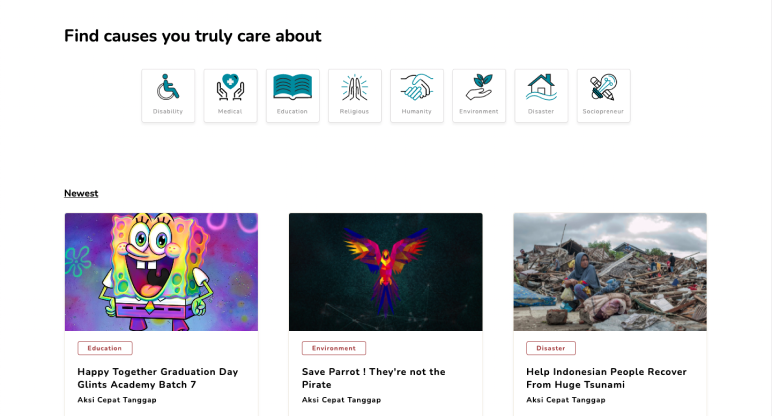 Find causes you truly care about
Disability
Medical
Education
Religious
Humanity
Environment
Disaster
Sociopreneur
Newest
Education
Happy Together Graduation Day
Glints Academy Batch 7
Aksi Cepat Tanggap
Environment
Save Parrot ! They're not the
Pirate
Aksi Cepat Tanggap
Disaster
Help Indonesian People Recover
From Huge Tsunami
Aksi Cepat Tanggap